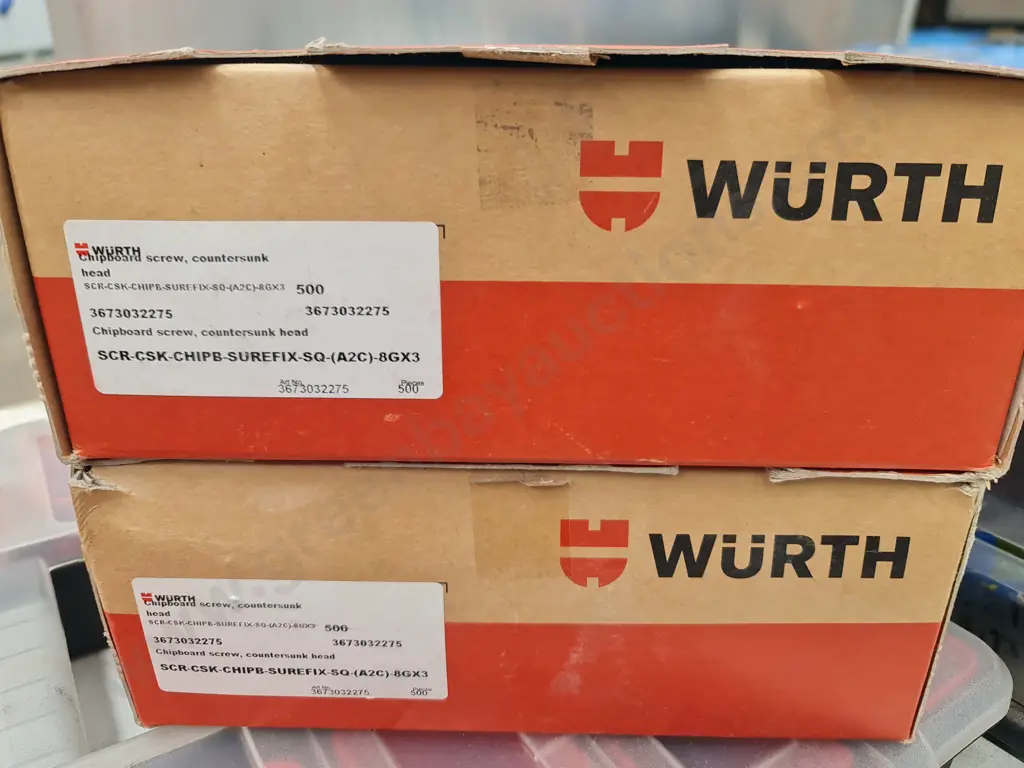 WÜRTH
WÜRTH
Chipboard screw, countersunk
head
SCR-CSK-CHIPB-SUREFIX-SQ-(A2C)-8GX3 500
3673032275 3673032275
Chipboard screw, countersunk head
SCR-CSK-CHIPB-SUREFIX-SQ-(A2C)-8GX3
Art No. Pieces
3673032275 500
WÜRTH
WÜRTH
Chipboard screw, countersunk
head
SCR-CSK-CHIPB-SUREFIX-SQ-(A2C)-8GX3 500
3673032275 3673032275
Chipboard screw, countersunk head
SCR-CSK-CHIPB-SUREFIX-SQ-(A2C)-8GX3
Art No. Pieces
3673032275 500